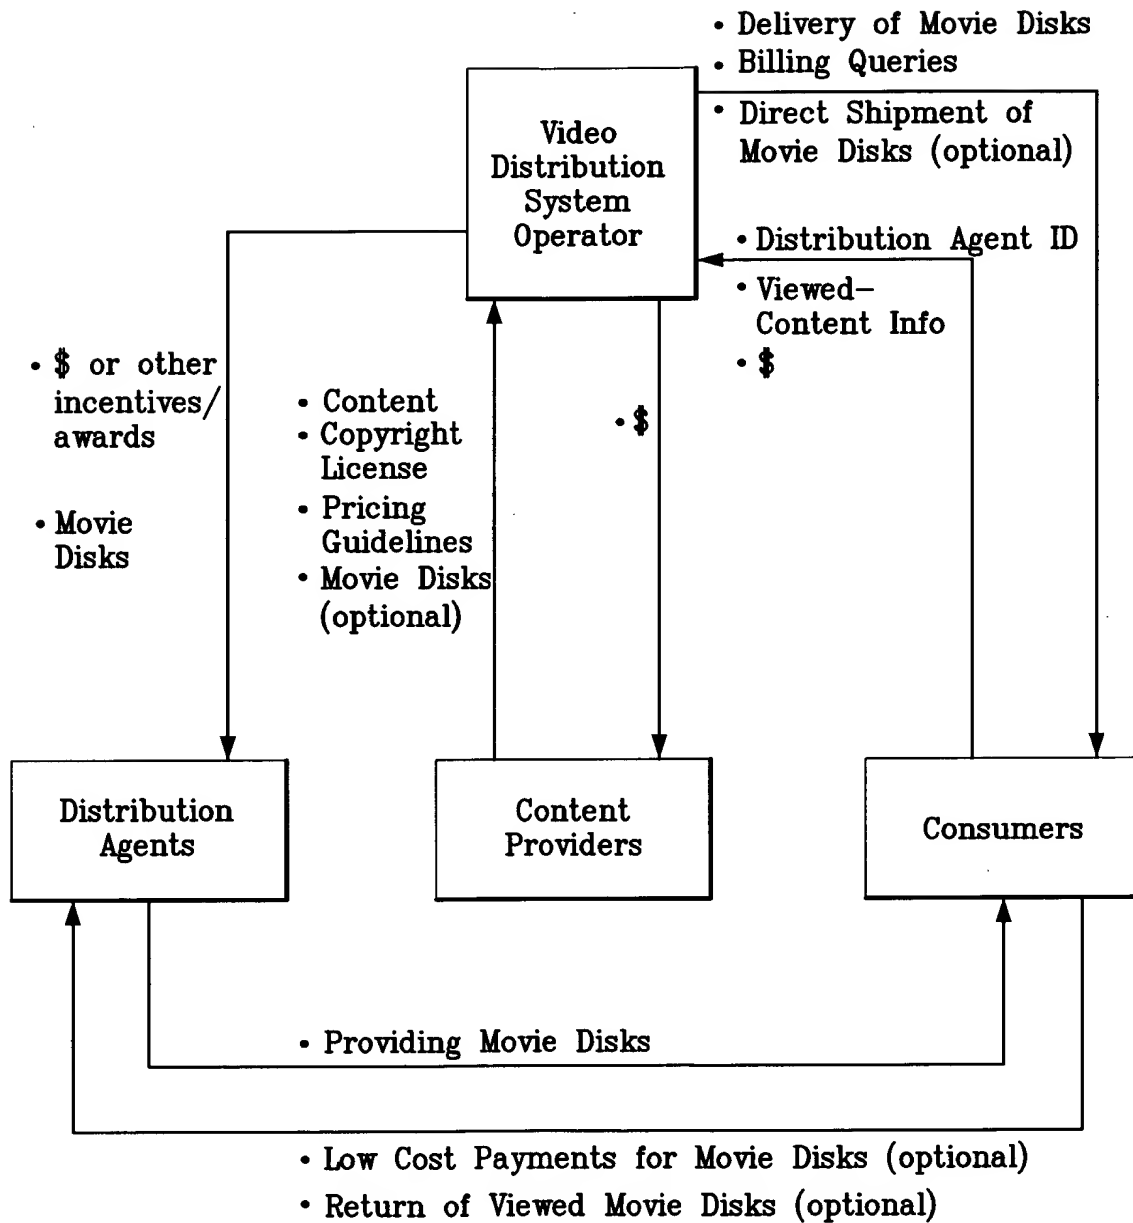 • Delivery of Movie Disks
• Billing Queries
• Direct Shipment of
Movie Disks (optional)
Video
Distribution
System
Operator
• Distribution Agent ID
• Viewed–
Content Info
• $
• $ or other
incentives/
awards
• Movie
Disks
• Content
• Copyright
License
• Pricing
Guidelines
• Movie Disks
(optional)
• $
Distribution
Agents
Content
Providers
Consumers
• Providing Movie Disks
• Low Cost Payments for Movie Disks (optional)
• Return of Viewed Movie Disks (optional)